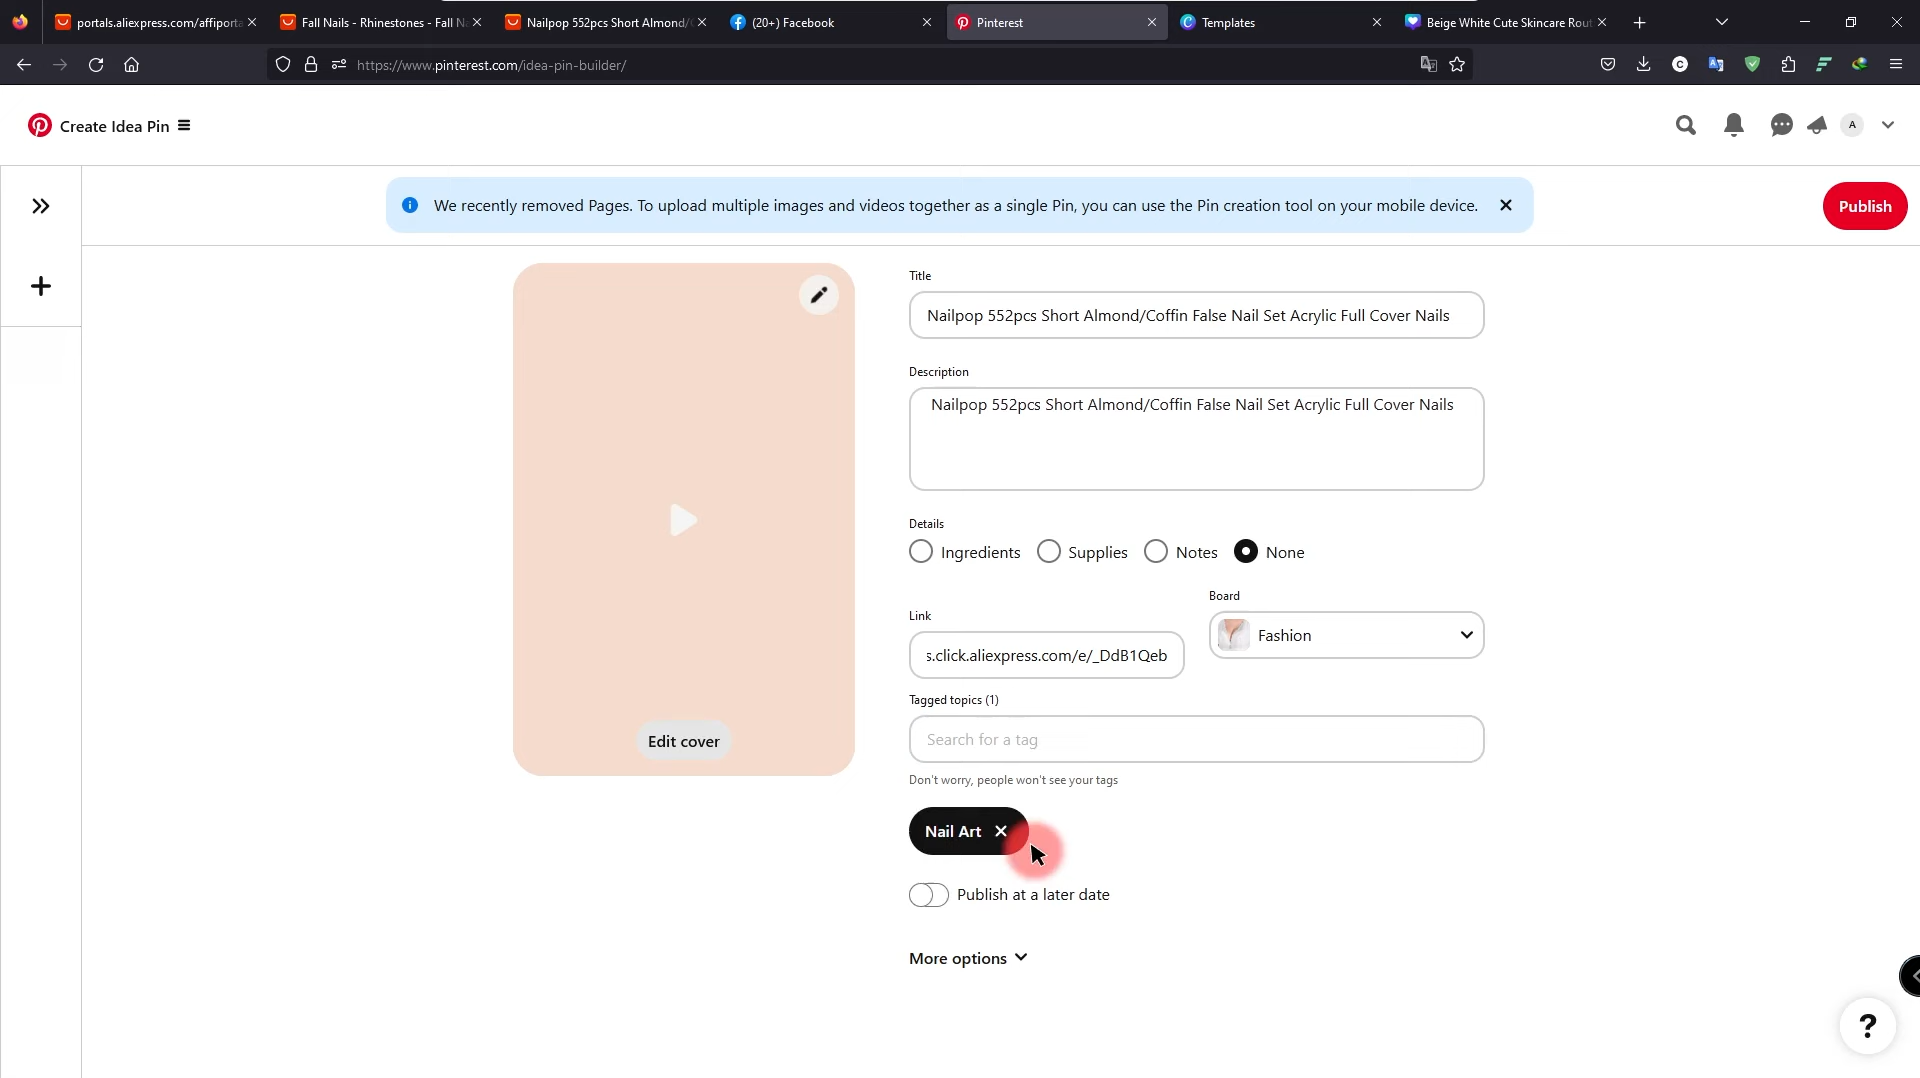 portals.aliexpress.com/affiporta
Fall Nails - Rhinestones - Fall N
Nailpop 552pcs Short Almond/
(20+) Facebook
Pinterest
Templates
Beige White Cute Skincare Rout
https://www.pinterest.com/idea-pin-builder/
Create Idea Pin
A
We recently removed Pages. To upload multiple images and videos together as a single Pin, you can use the Pin creation tool on your mobile device.
Publish
Title
Nailpop 552pcs Short Almond/Coffin False Nail Set Acrylic Full Cover Nails
Description
Nailpop 552pcs Short Almond/Coffin False Nail Set Acrylic Full Cover Nails
Details
Ingredients
Supplies
Notes
None
Link
s.click.aliexpress.com/e/_DdB1Qeb
Board
Fashion
Tagged topics (1)
Search for a tag
Don't worry, people won't see your tags
Nail Art
Publish at a later date
More options
Edit cover
?